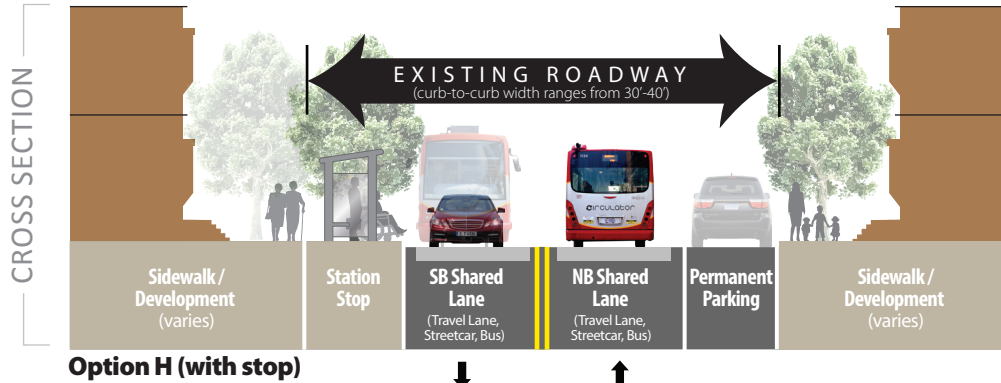 CROSS SECTION
EXISTING ROADWAY
(curb-to-curb width ranges from 30'-40')
circulator
Sidewalk /
Development
(varies)
Station
Stop
SB Shared
Lane
(Travel Lane,
Streetcar, Bus)
NB Shared
Lane
(Travel Lane,
Streetcar, Bus)
Permanent
Parking
Sidewalk /
Development
(varies)
Option H (with stop)